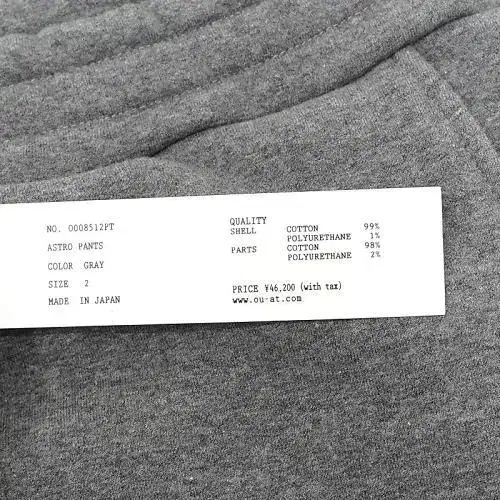 NO. 0008512PT
ASTRO PANTS
COLOR GRAY
SIZE 2
MADE IN JAPAN
QUALITY
SHELL COTTON 99%
POLYURETHANE 1%
PARTS COTTON 98%
POLYURETHANE 2%
PRICE ¥46,200 (with tax)
www.ou-at.com